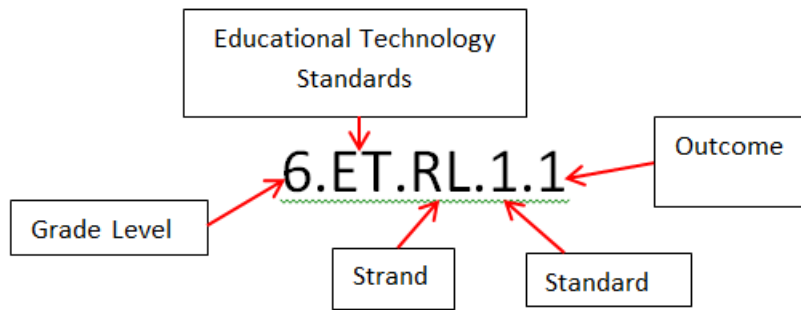 Educational Technology
Standards
6.ET.RL.1.1
Outcome
Grade Level
Strand
Standard